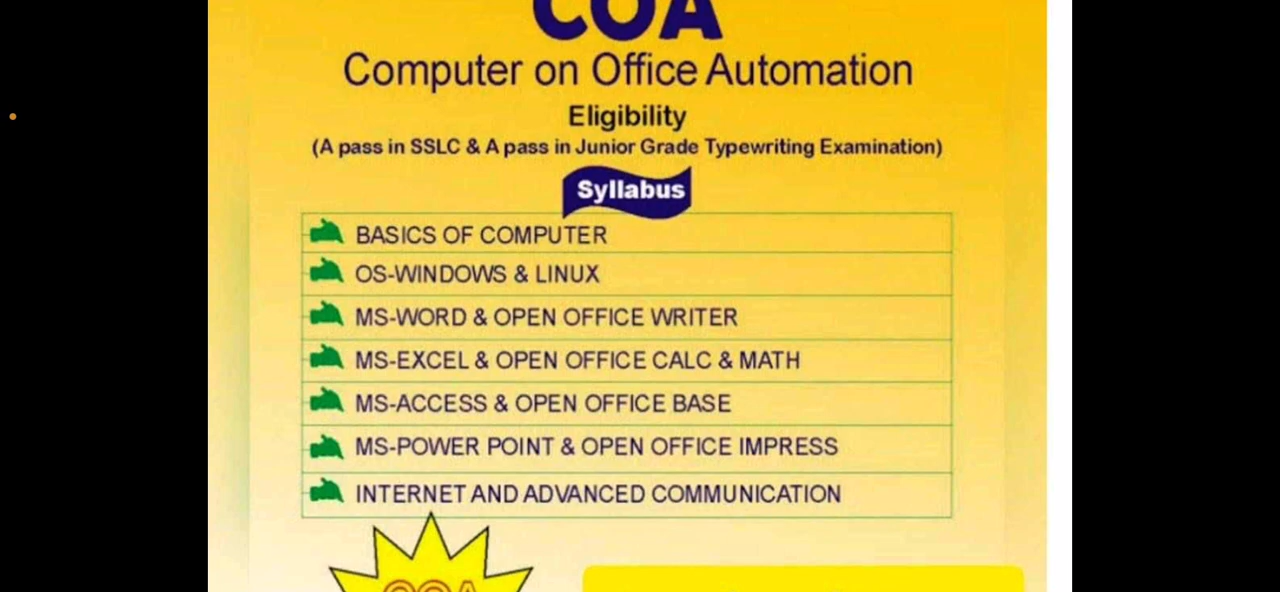 COA
Computer on Office Automation
Eligibility
(A pass in SSLC & A pass in Junior Grade Typewriting Examination)
Syllabus
BASICS OF COMPUTER
OS-WINDOWS & LINUX
MS-WORD & OPEN OFFICE WRITER
MS-EXCEL & OPEN OFFICE CALC & MATH
MS-ACCESS & OPEN OFFICE BASE
MS-POWER POINT & OPEN OFFICE IMPRESS
INTERNET AND ADVANCED COMMUNICATION
COA